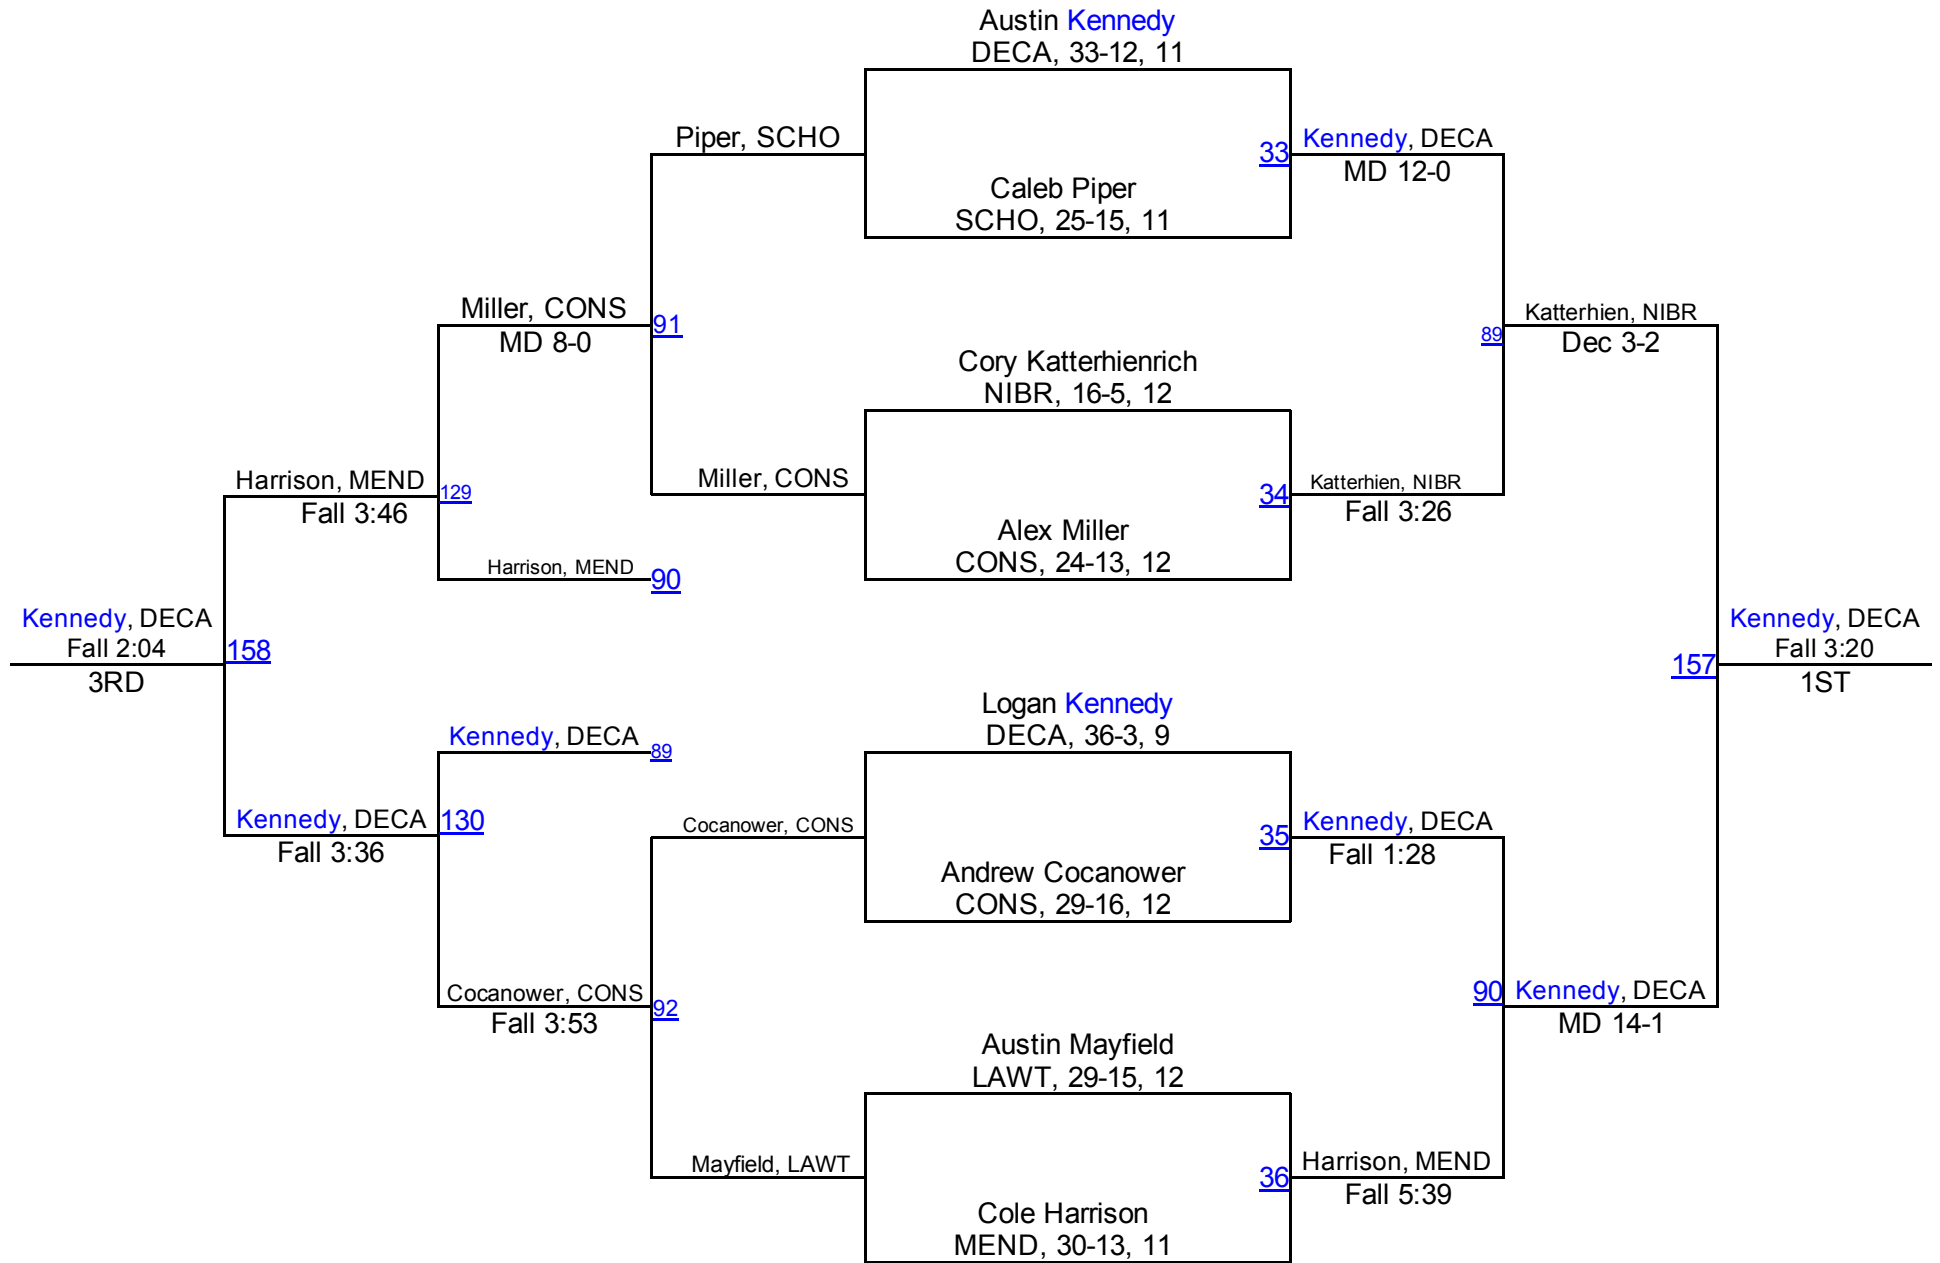 Austin Kennedy
DECA, 33-12, 11
Piper, SCHO
33
Kennedy, DECA
MD 12-0
Caleb Piper
SCHO, 25-15, 11
Miller, CONS
MD 8-0
91
Cory Katterhienrich
NIBR, 16-5, 12
89
Katterhien, NIBR
Dec 3-2
Harrison, MEND
Fall 3:46
129
Miller, CONS
34
Katterhien, NIBR
Fall 3:26
Alex Miller
CONS, 24-13, 12
Harrison, MEND
90
Kennedy, DECA
Fall 2:04
3RD
158
157
Kennedy, DECA
Fall 3:20
1ST
Logan Kennedy
DECA, 36-3, 9
Kennedy, DECA
89
Kennedy, DECA
Fall 3:36
130
Cocanower, CONS
35
Kennedy, DECA
Fall 1:28
Andrew Cocanower
CONS, 29-16, 12
Cocanower, CONS
Fall 3:53
92
90
Kennedy, DECA
MD 14-1
Austin Mayfield
LAWT, 29-15, 12
Mayfield, LAWT
36
Harrison, MEND
Fall 5:39
Cole Harrison
MEND, 30-13, 11